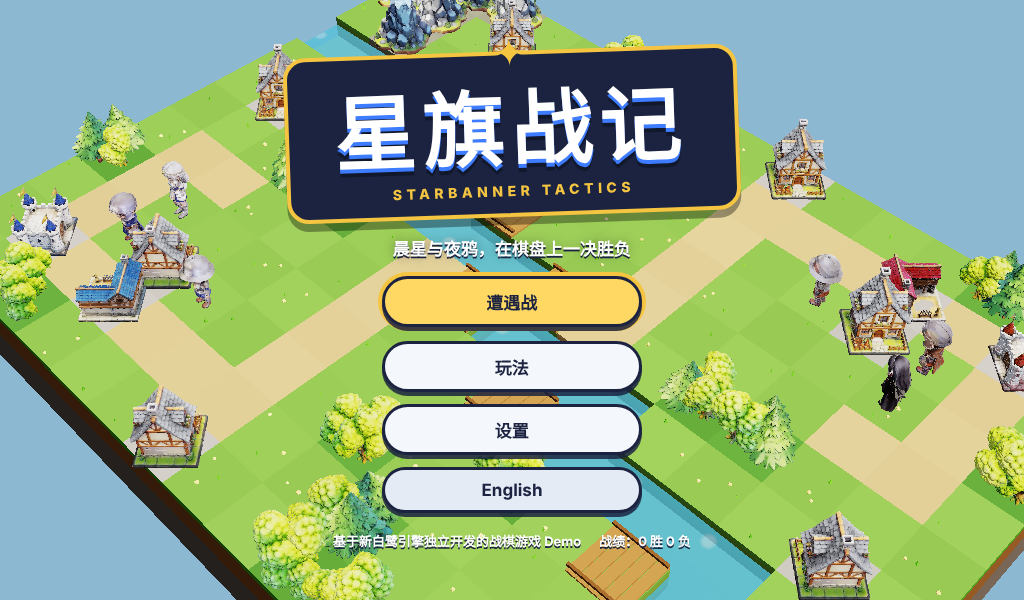 星旗战记
STARBANNER TACTICS
晨星与夜鸦，在棋盘上一决胜负
遭遇战
玩法
设置
English
基于新白鹭引擎独立开发的战棋游戏 Demo 战绩：0 胜 0 负